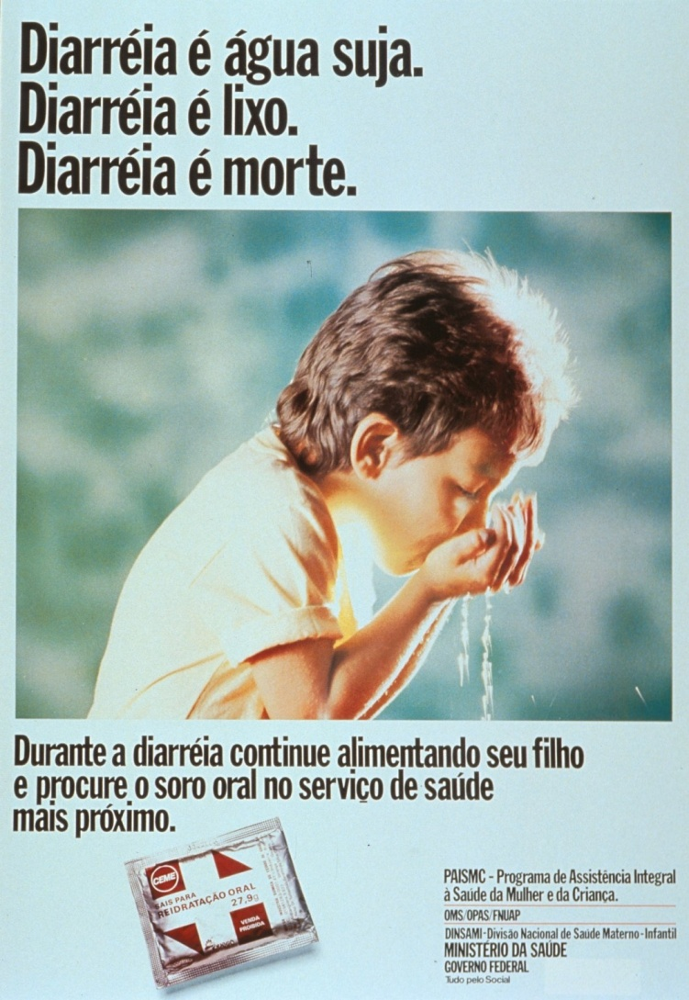 Diarréia é água suja.
Diarréia é lixo.
Diarréia é morte.
Durante a diarréia continue alimentando seu filho
e procure o soro oral no serviço de saúde
mais próximo.
CEME
SAIS PARA
REIDRATAÇÃO ORAL
27,9g
VENDA
PROIBIDA
PAISMC - Programa de Assistência Integral
à Saúde da Mulher e da Criança.
OMS/OPAS/FNUAP
DINSAMI-Divisão Nacional de Saúde Materno-Infantil
MINISTÉRIO DA SAÚDE
GOVERNO FEDERAL
Tudo pelo Social